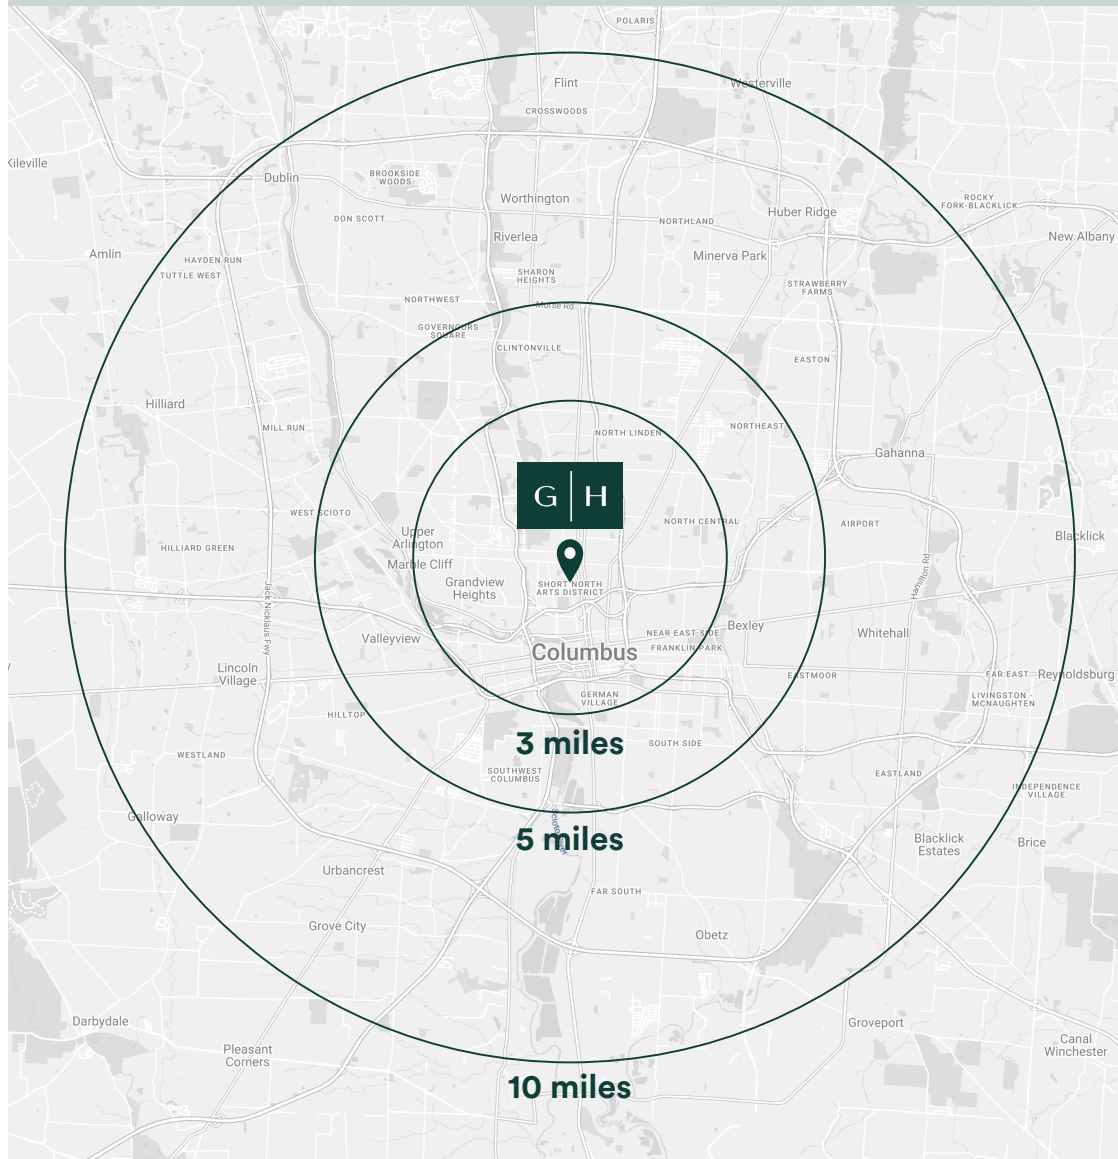 POLARIS
Flint
Westerville
CROSSWOODS
Kileville
Dublin
BROOKSIDE
WOODS
Worthington
ROCKY
FORK-BLACKLICK
DON SCOTT
NORTHLAND
Huber Ridge
Riverlea
New Albany
Amlin
HAYDEN RUN
Minerva Park
TUTTLE WEST
SHARON
HEIGHTS
STRAWBERRY
FARMS
NORTHWEST
Morse Rd
GOVERNOURS
SQUARE
CLINTONVILLE
EASTON
Hilliard
MILL RUN
NORTH LINDEN
NORTHEAST
Gahanna
G | H
WEST SCIOTO
NORTH CENTRAL
AIRPORT
Upper
Arlington
Blacklick
HILLIARD GREEN
Marble Cliff
Hamilton Rd
Grandview
Heights
SHORT NORTH
ARTS DISTRICT
Jack Nicklaus Fwy
Valleyview
NEAR EAST SIDE
Bexley
Whitehall
FRANKLIN PARK
Columbus
Lincoln
Village
EASTMOOR
FAR EAST
Reynoldsburg
GERMAN
VILLAGE
LIVINGSTON -
MCNAUGHTEN
HILLTOP
3 miles
SOUTH SIDE
WESTLAND
SOUTHWEST
COLUMBUS
EASTLAND
INDEPENDENCE
VILLAGE
Galloway
5 miles
Blacklick
Estates
Brice
Urbancrest
FAR SOUTH
Grove City
Obetz
Darbydale
Groveport
Pleasant
Corners
Canal
Winchester
10 miles